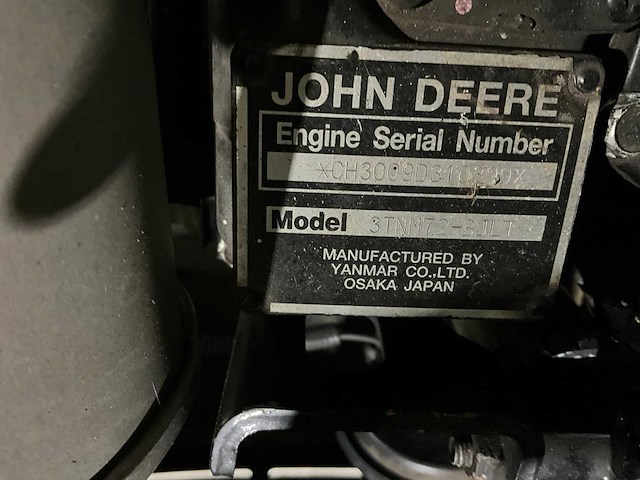 JOHN DEERE
Engine Serial Number
Model
MANUFACTURED BY
YANMAR CO.,LTD.
OSAKA JAPAN